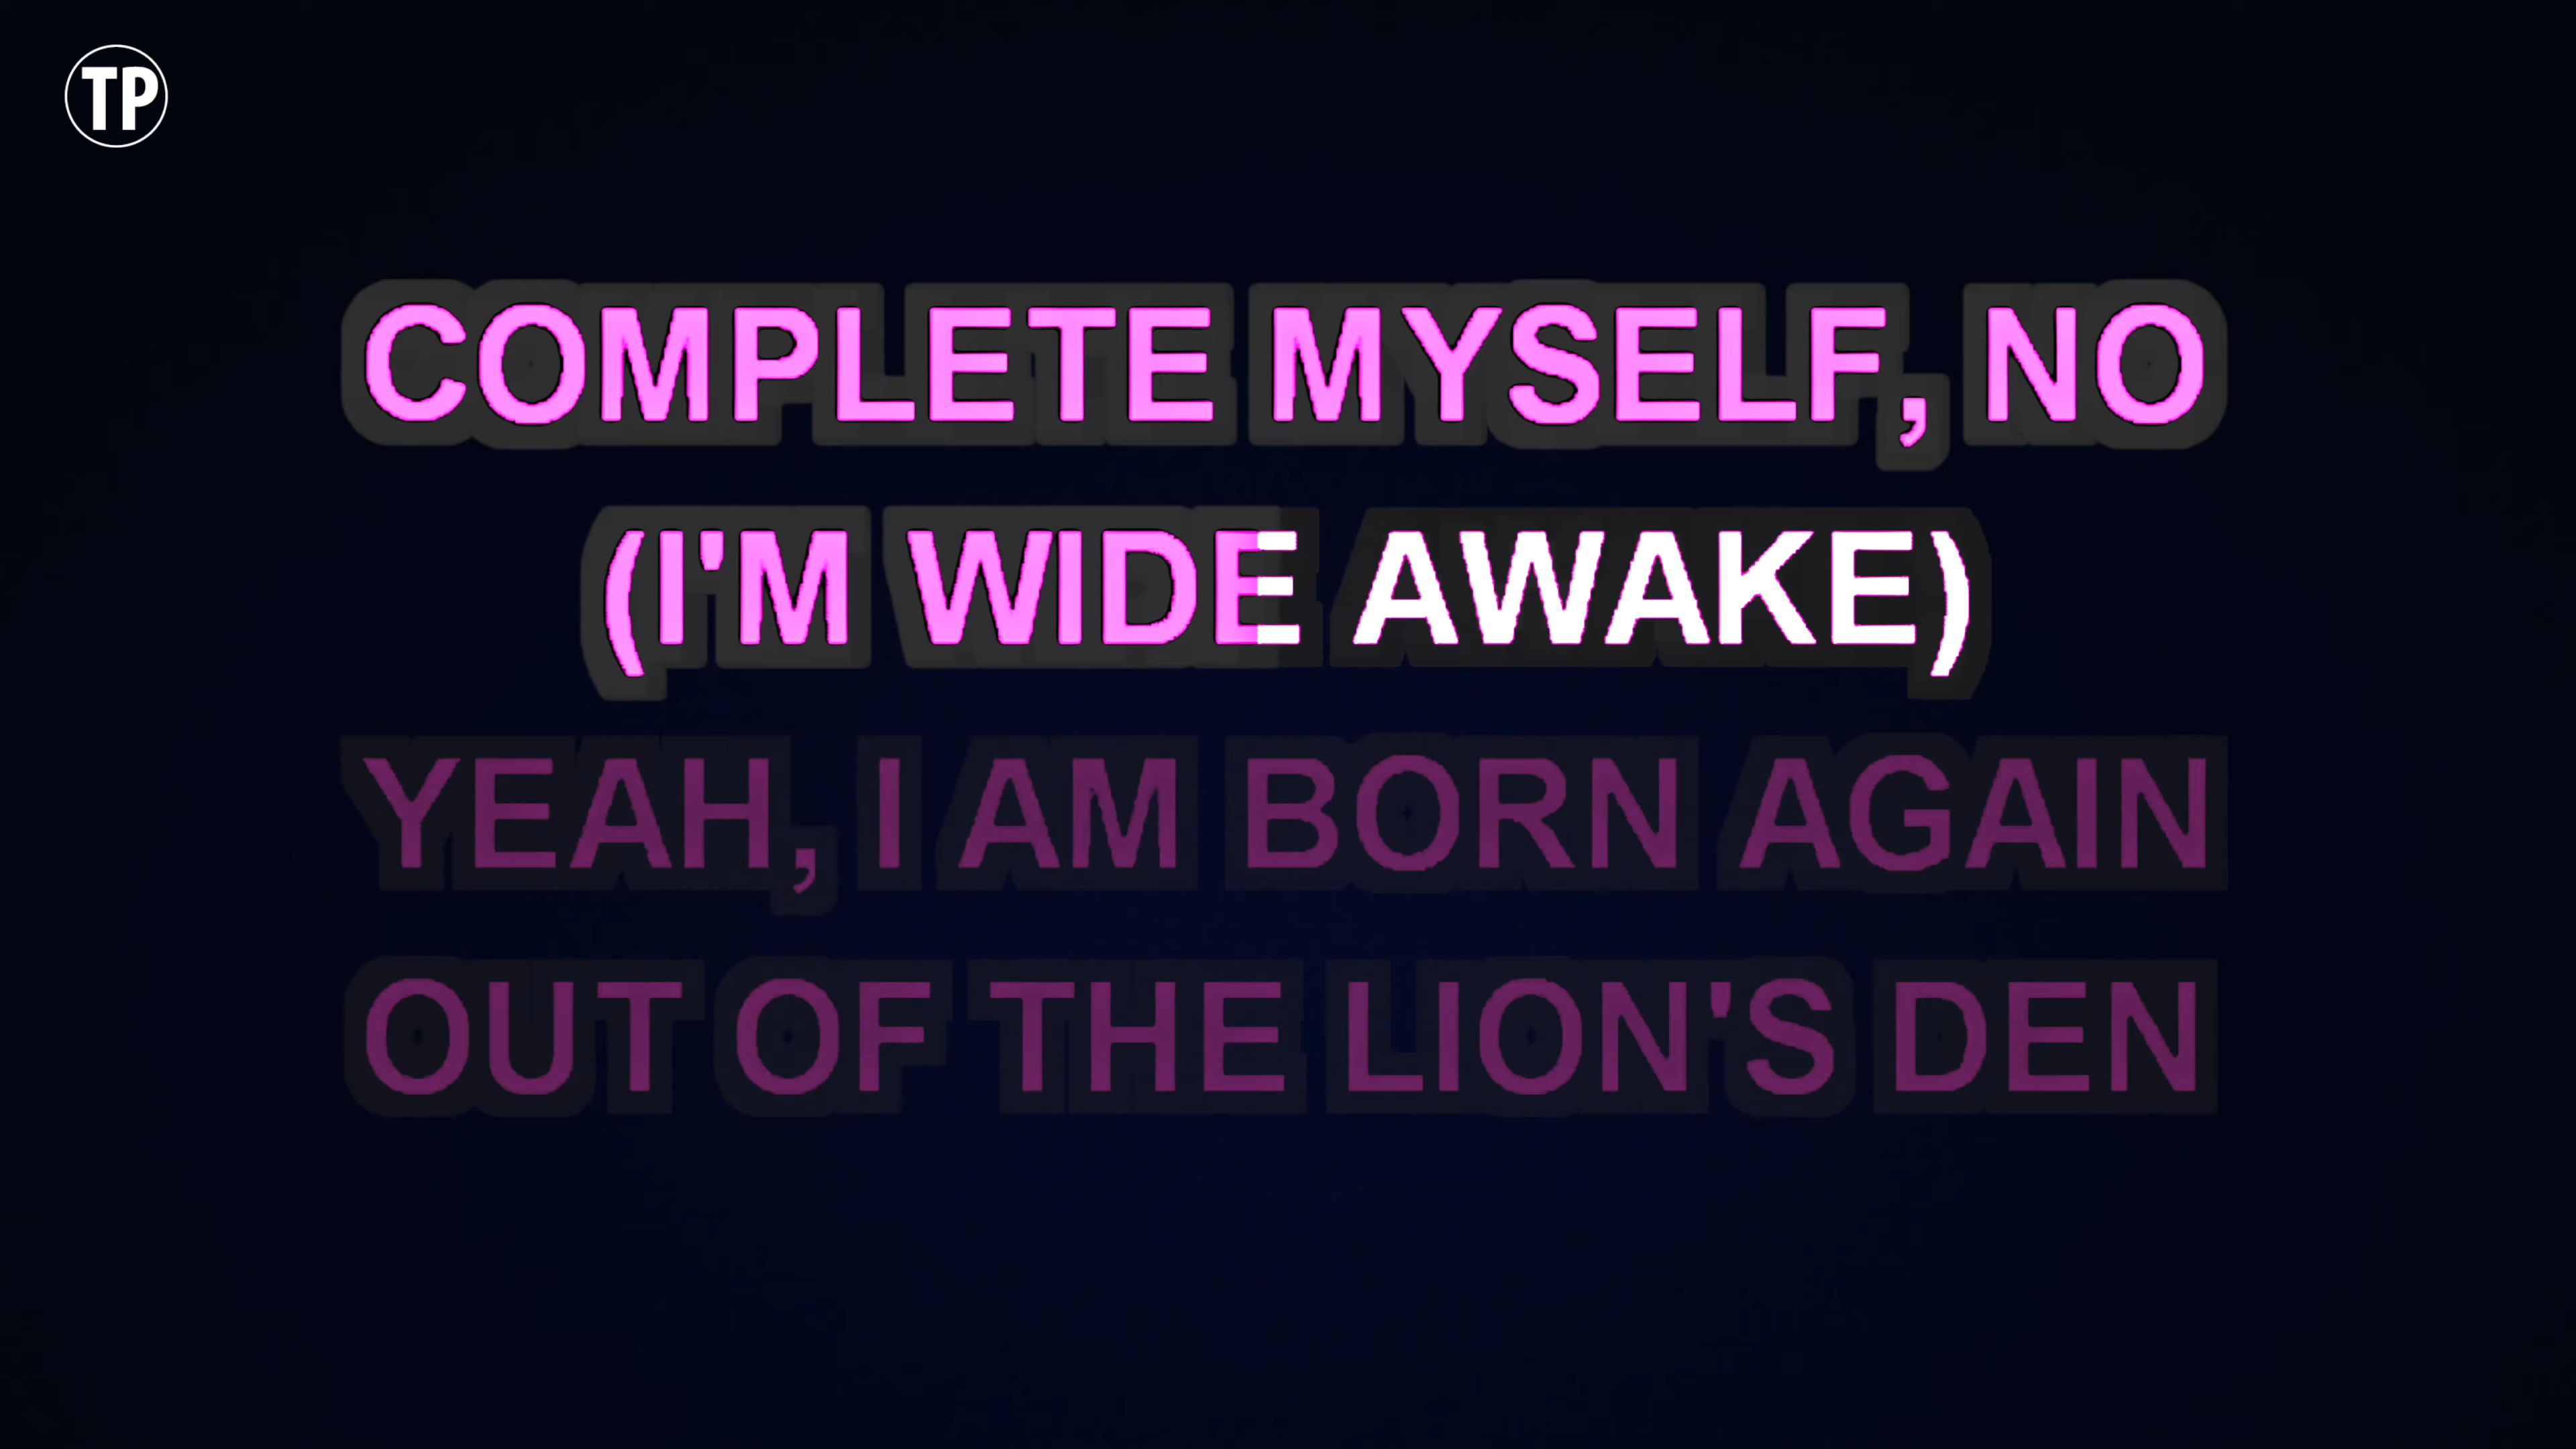 TP
COMPLETE MYSELF, NO
(I'M WIDE AWAKE)
YEAH, I AM BORN AGAIN
OUT OF THE LION'S DEN